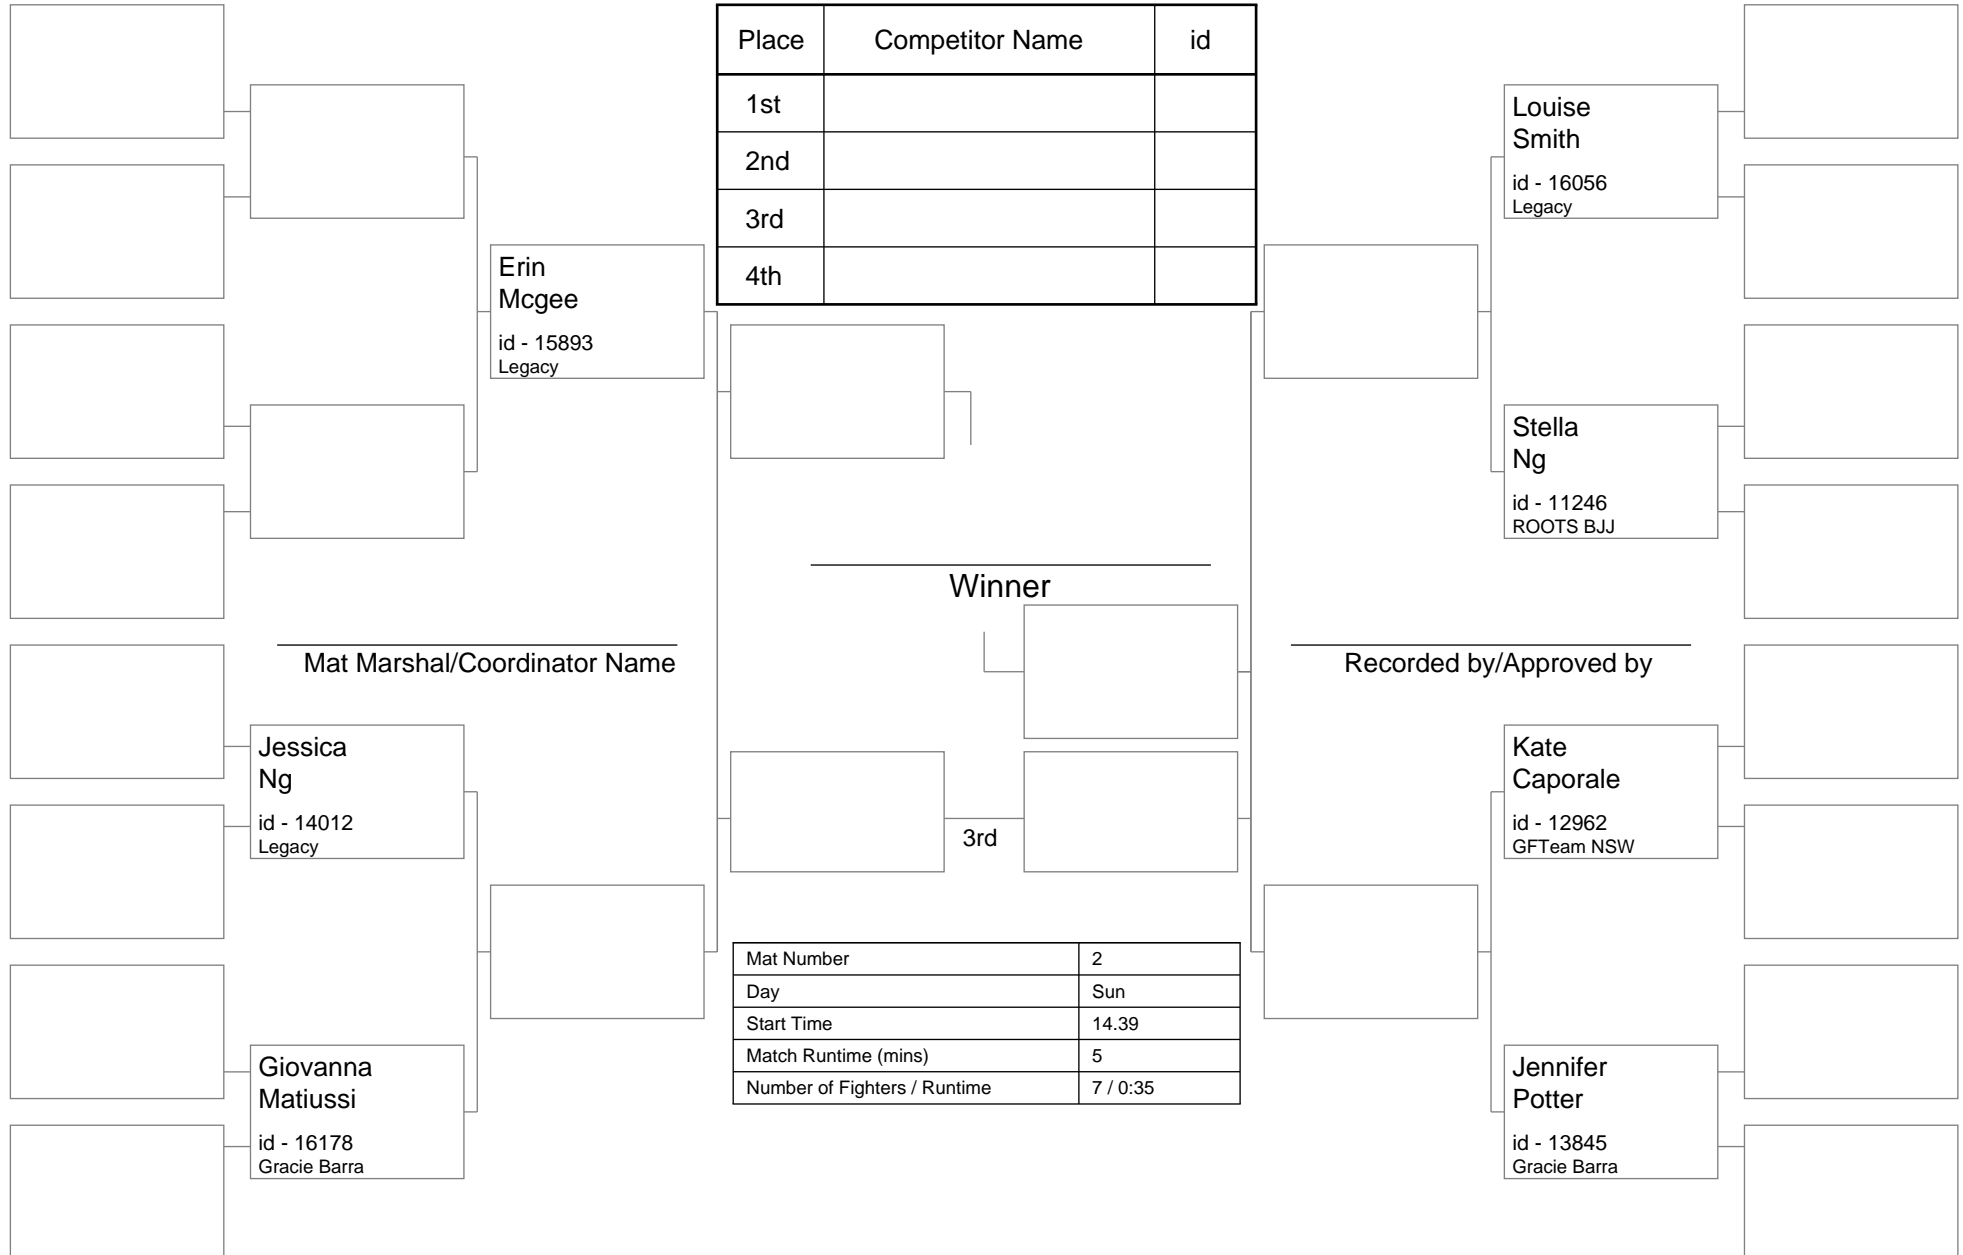 Place Competitor Name id
1st
2nd
3rd
4th
Erin
Mcgee
id - 15893
Legacy
Jessica
Ng
id - 14012
Legacy
Giovanna
Matiussi
id - 16178
Gracie Barra
Louise
Smith
id - 16056
Legacy
Stella
Ng
id - 11246
ROOTS BJJ
Kate
Caporale
id - 12962
GFTeam NSW
Jennifer
Potter
id - 13845
Gracie Barra
Winner
Mat Marshal/Coordinator Name
Recorded by/Approved by
3rd
Mat Number 2
Day Sun
Start Time 14.39
Match Runtime (mins) 5
Number of Fighters / Runtime 7 / 0:35